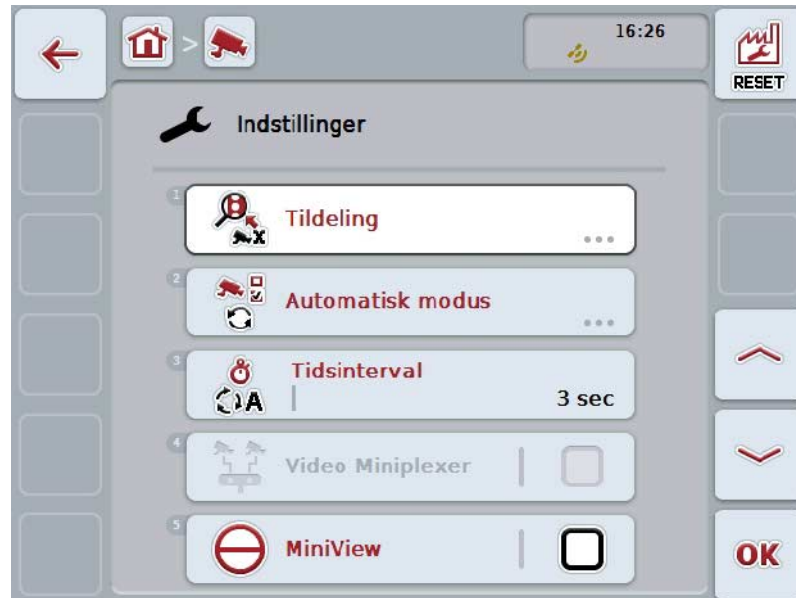 >
16:26
RESET
Indstillinger
1
Tildeling
...
2
Automatisk modus
...
3
Tidsinterval
A
3 sec
4
Video Miniplexer
5
MiniView
OK